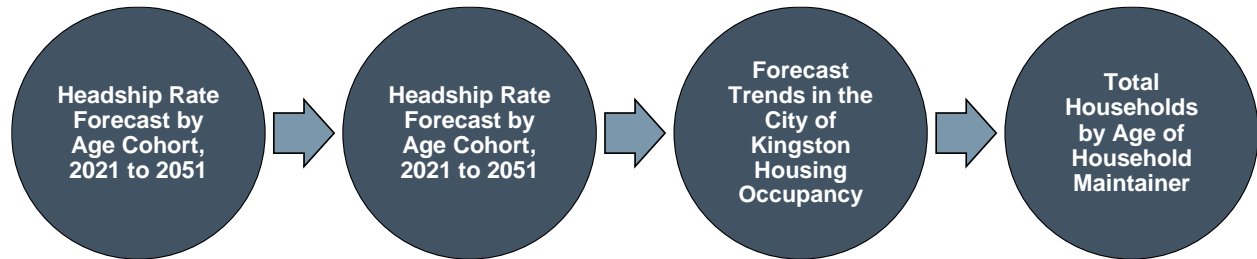 Headship Rate
Forecast by
Age Cohort,
2021 to 2051
Headship Rate
Forecast by
Age Cohort,
2021 to 2051
Forecast
Trends in the
City of
Kingston
Housing
Occupancy
Total
Households
by Age of
Household
Maintainer